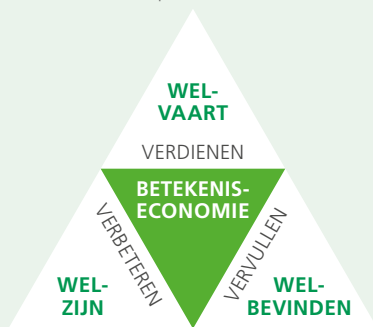 WEL-
VAART
VERDIENEN
BETEKENIS-
ECONOMIE
VERBETEREN
VERVULLEN
WEL-
ZIJN
WEL-
BEVINDEN